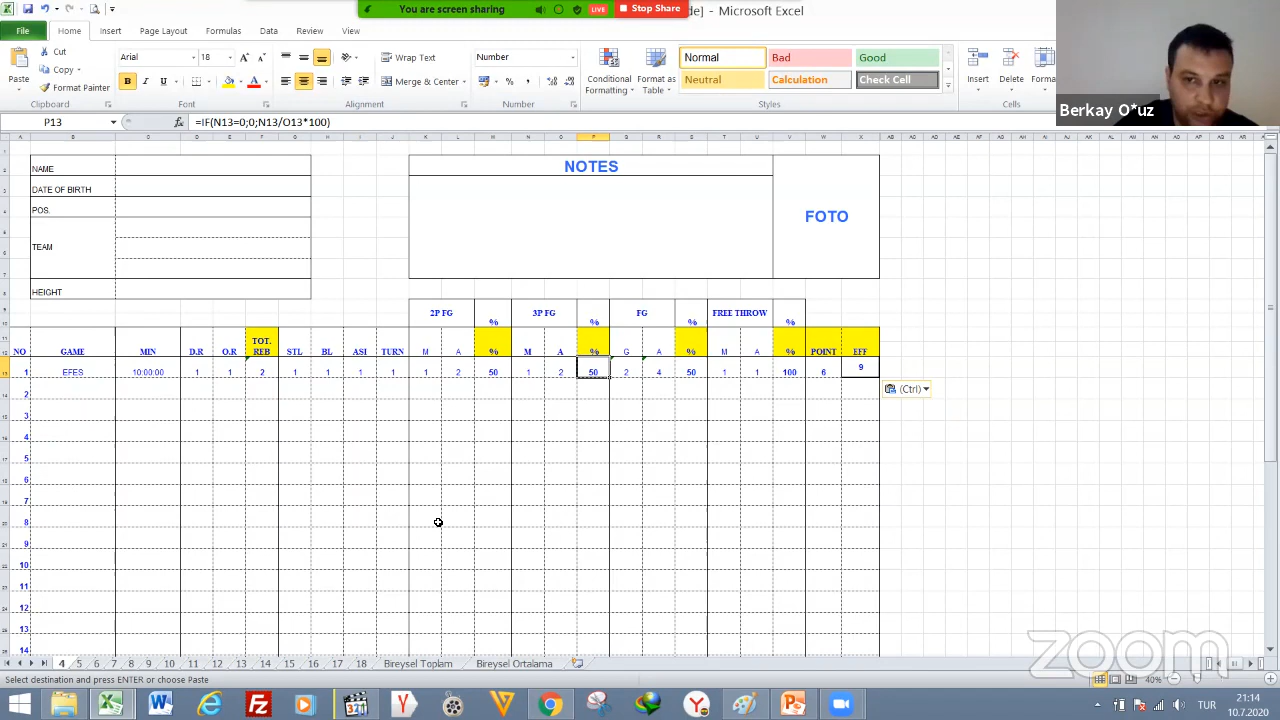 You are screen sharing
LIVE
Stop Share
de] - Microsoft Excel
File
Home
Insert
Page Layout
Formulas
Data
Review
View
Paste
Cut
Copy
Format Painter
Clipboard
Arial
18
Font
Wrap Text
Merge & Center
Alignment
Number
Number
Conditional Formatting
Format as Table
Normal
Bad
Good
Neutral
Calculation
Check Cell
Styles
Insert
Delete
Forma
Cells
Berkay O*uz
P13
=IF(N13=0;0;N13/O13*100)
NAME
DATE OF BIRTH
POS.
TEAM
HEIGHT
NOTES
FOTO
2P FG % 3P FG % FG % FREE THROW %
NO GAME MIN D.R O.R TOT. REB STL BL ASI TURN M A % M A % G A % M A % POINT EFF
1 EFES 10:00:00 1 1 2 1 1 1 1 1 2 50 1 2 50 2 4 50 1 1 100 6 9
(Ctrl)
2
3
4
5
6
7
8
9
10
11
12
13
14
zoom
4 5 6 7 8 9 10 11 12 13 14 15 16 17 18 Bireysel Toplam Bireysel Ortalama
Select destination and press ENTER or choose Paste
40%
TUR
21:14
10.7.2020